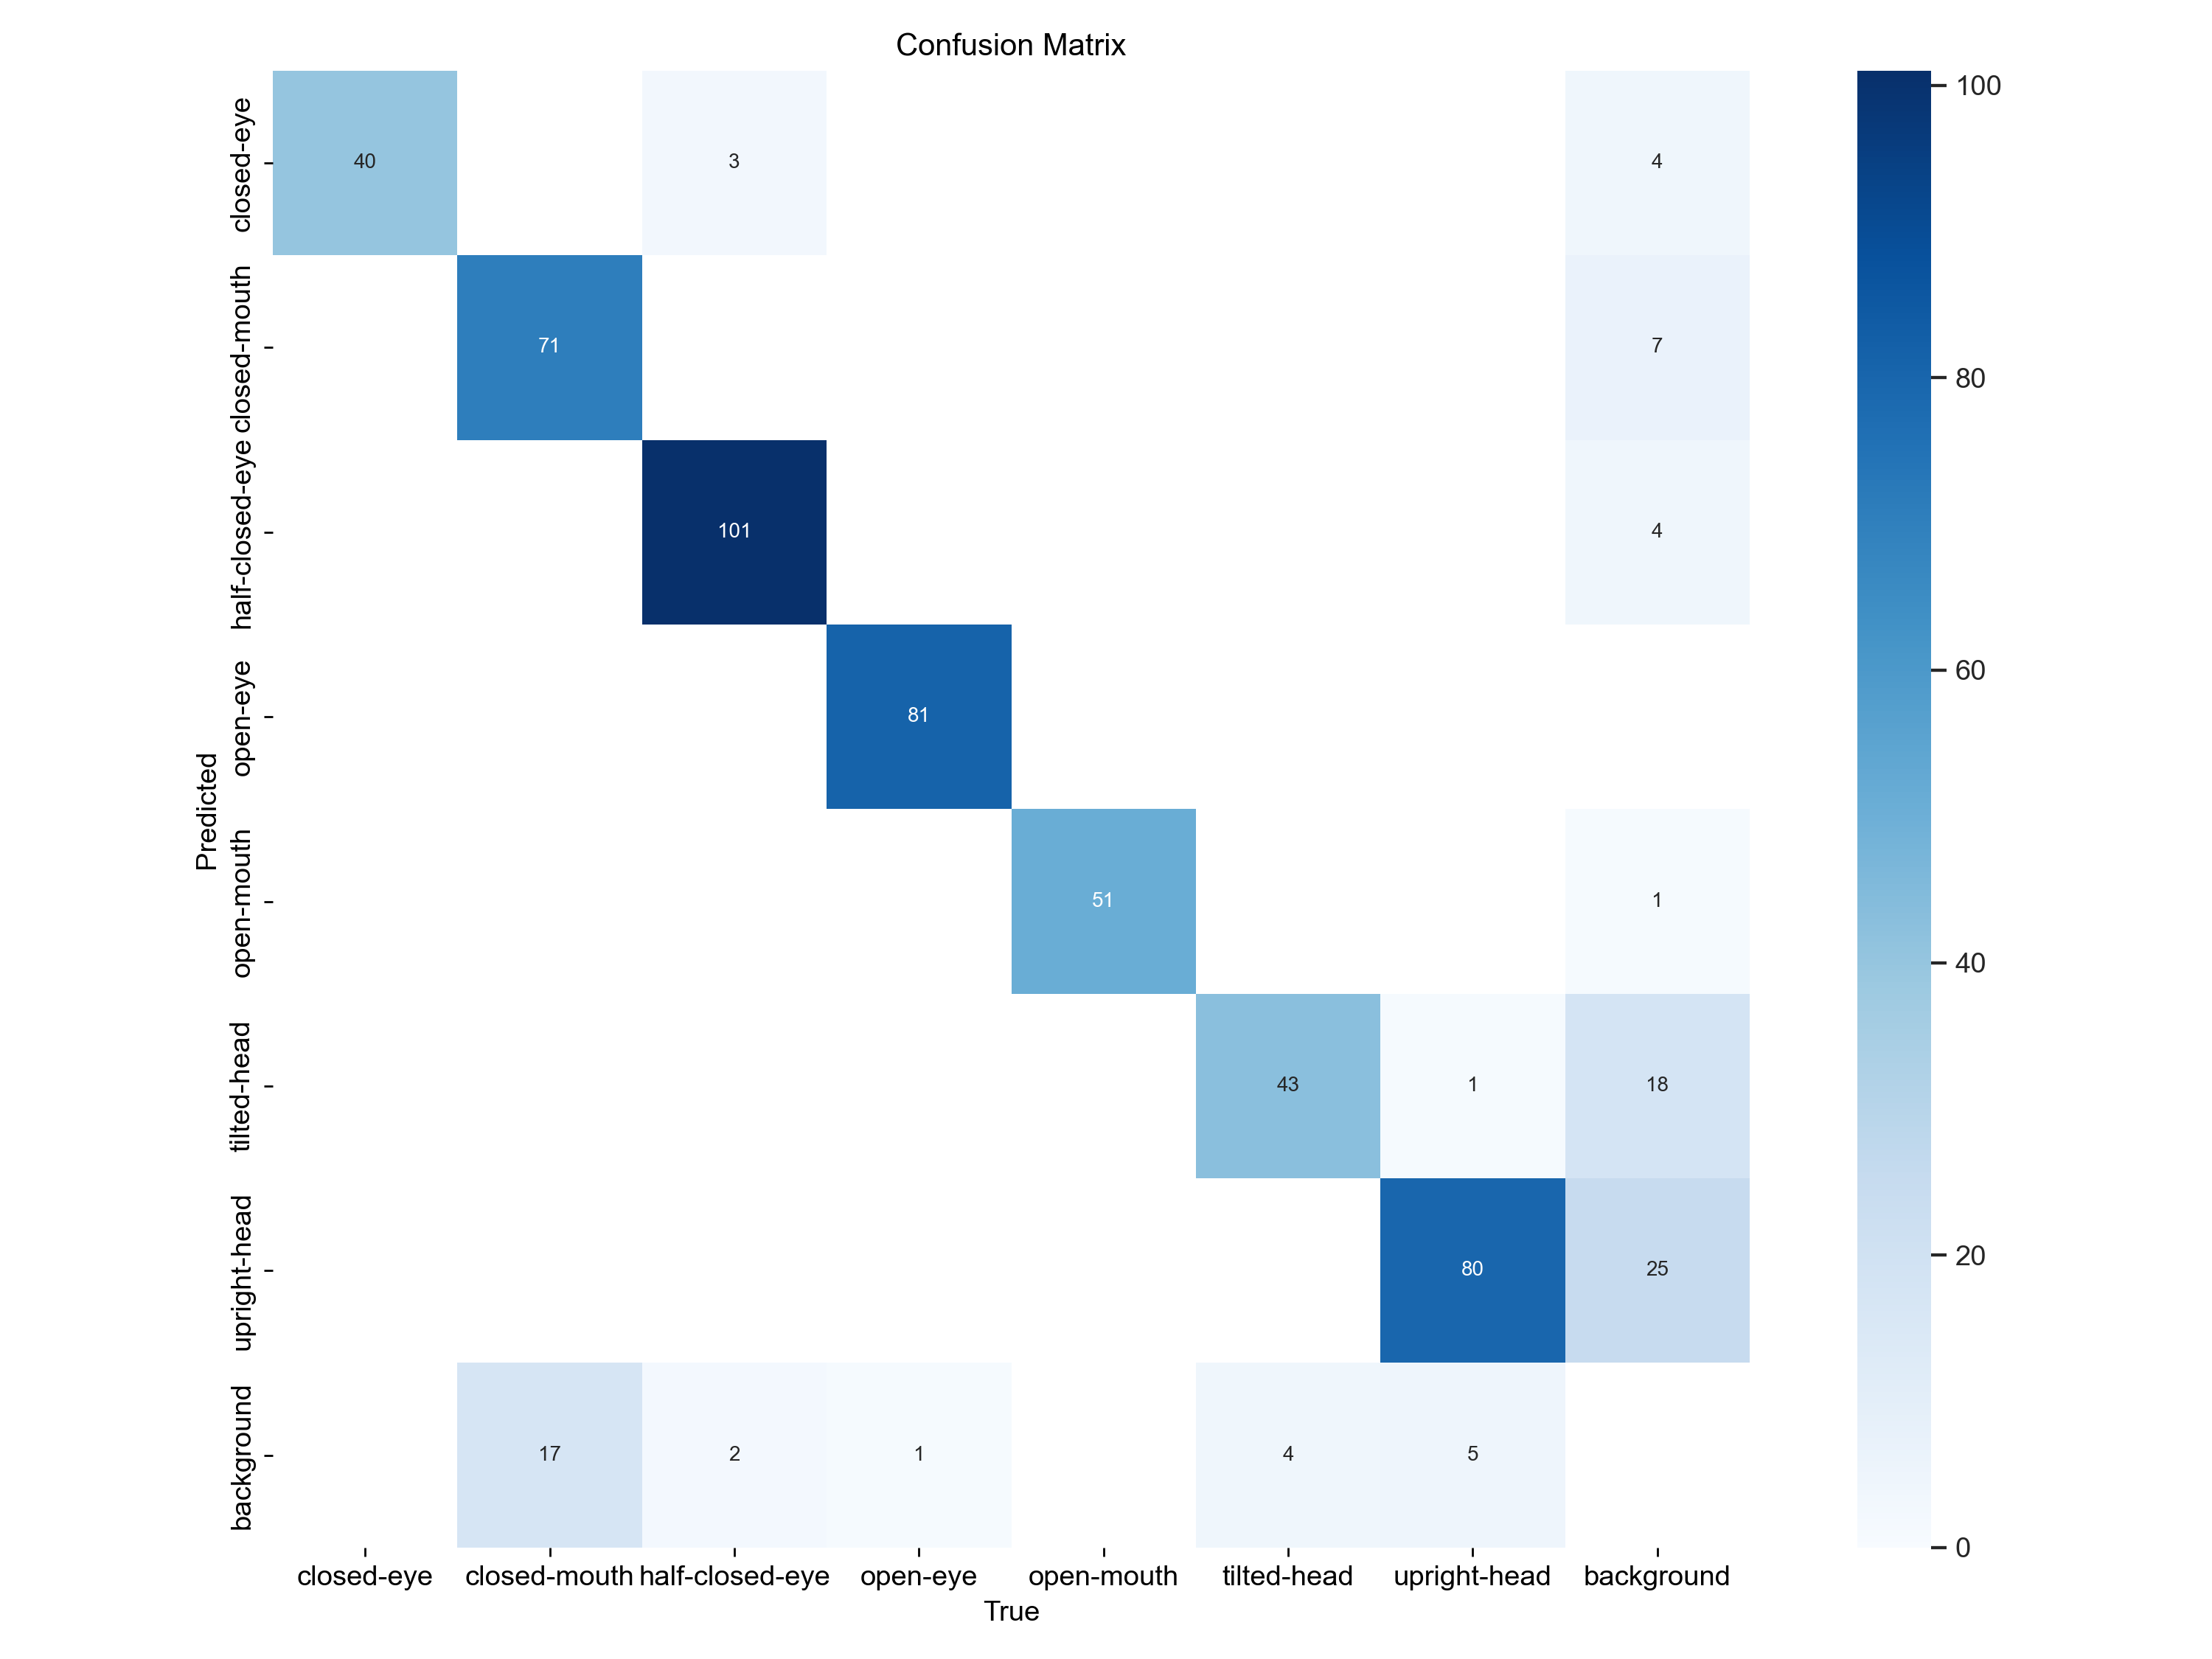 Confusion Matrix
closed-eye
40
3
4
closed-mouth
71
7
half-closed-eye
101
4
open-eye
81
open-mouth
51
1
tilted-head
43
1
18
upright-head
80
25
background
17
2
1
4
5
Predicted
closed-eye
closed-mouth
half-closed-eye
open-eye
open-mouth
tilted-head
upright-head
background
True
100
80
60
40
20
0